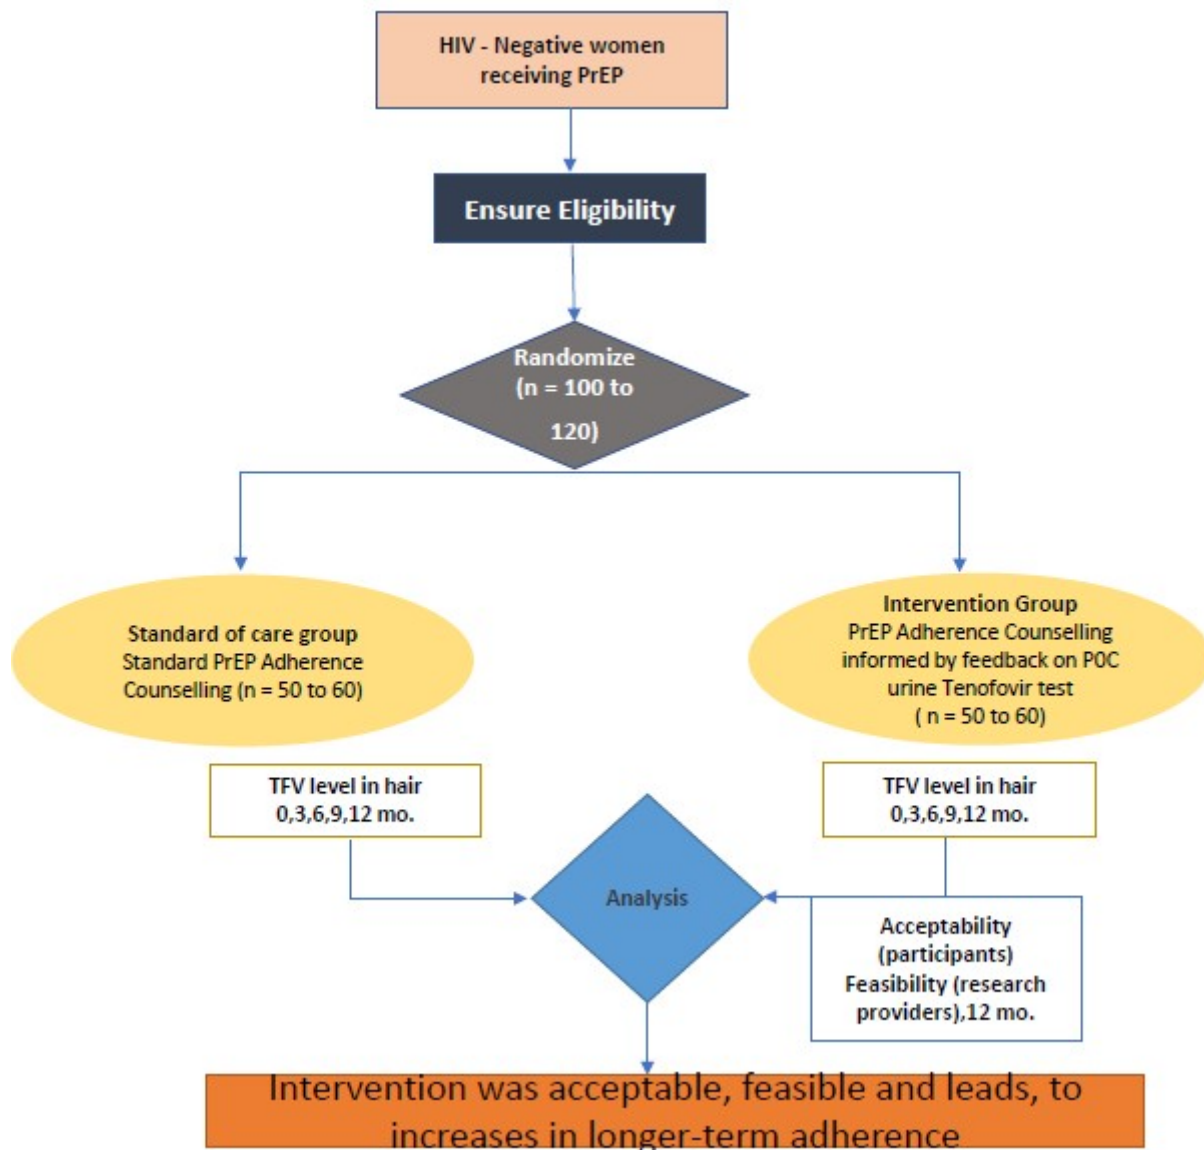 HIV - Negative women
receiving PrEP
Ensure Eligibility
Randomize
(n = 100 to
120)
Standard of care group
Standard PrEP Adherence
Counselling (n = 50 to 60)
Intervention Group
PrEP Adherence Counselling
informed by feedback on P0C
urine Tenofovir test
( n = 50 to 60)
TFV level in hair
0,3,6,9,12 mo.
TFV level in hair
0,3,6,9,12 mo.
Analysis
Acceptability
(participants)
Feasibility (research
providers),12 mo.
Intervention was acceptable, feasible and leads, to
increases in longer-term adherence